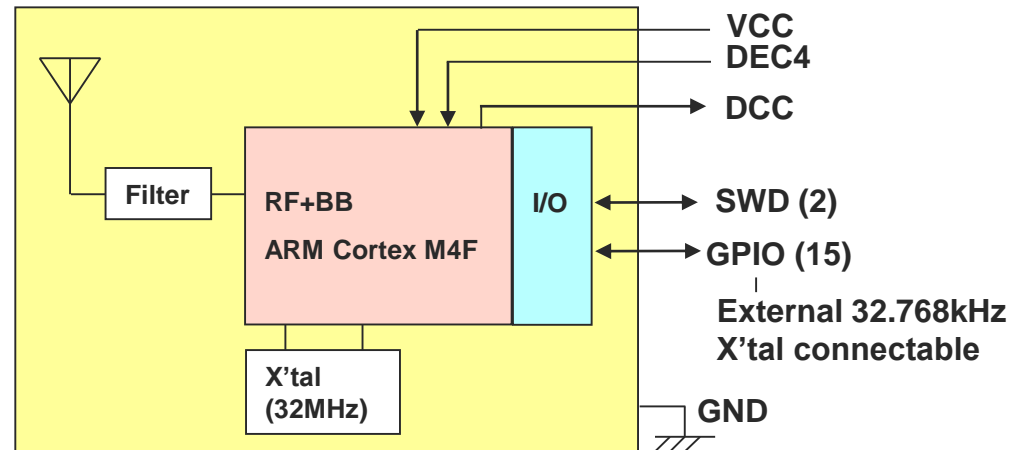 VCC
DEC4
DCC
Filter
RF+BB
ARM Cortex M4F
I/O
SWD (2)
GPIO (15)
External 32.768kHz
X'tal connectable
X'tal
(32MHz)
GND